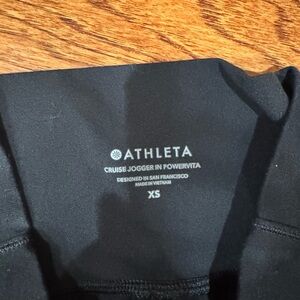 ATHLETA
CRUISE JOGGER IN POWERVITA
DESIGNED IN SAN FRANCISCO
MADE IN VIETNAM
XS